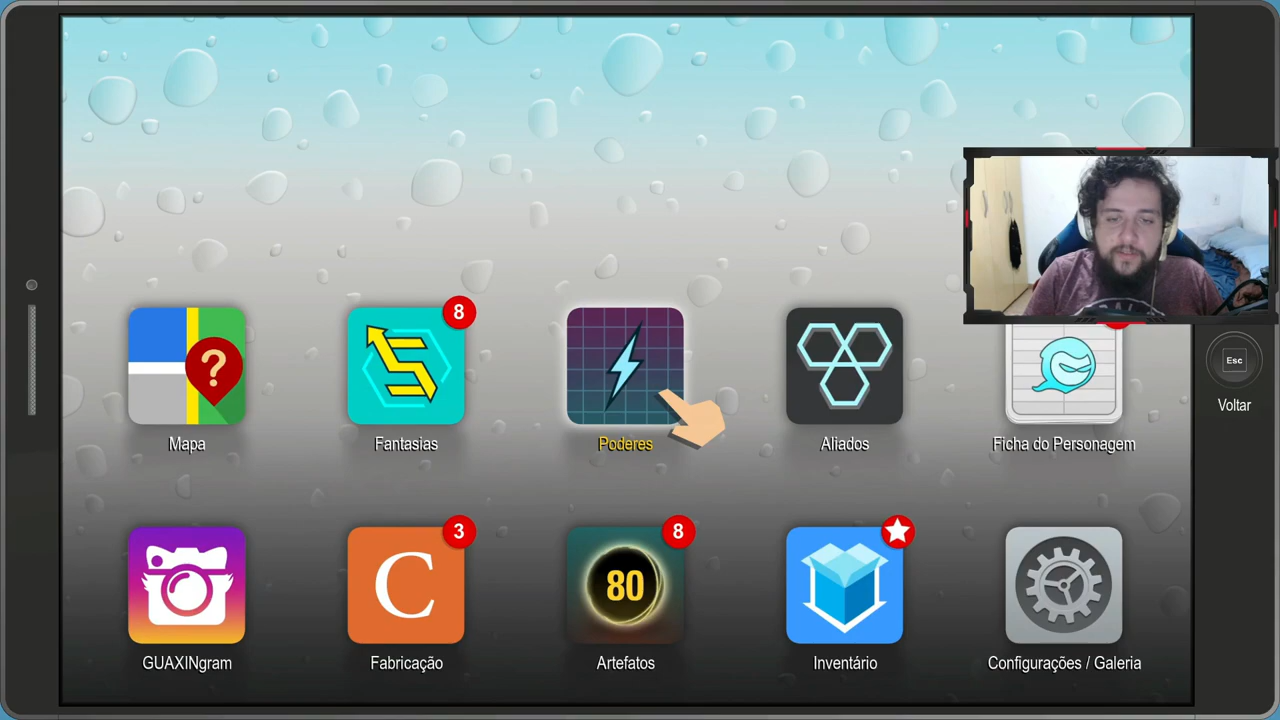 8
Mapa
Fantasias
Poderes
Aliados
Ficha do Personagem
Esc
Voltar
3
8
C
80
GUAXINgram
Fabricação
Artefatos
Inventário
Configurações / Galeria